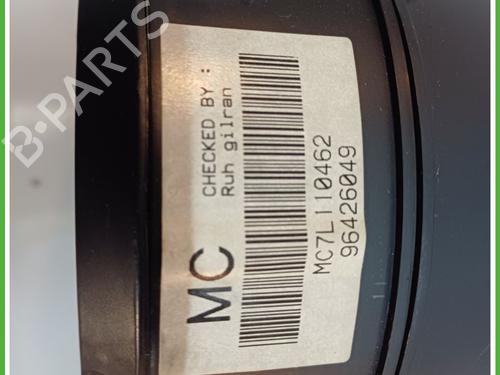 B-PARTS
CHECKED BY :
Ruh gilran
MC
MC7L110462
96426049